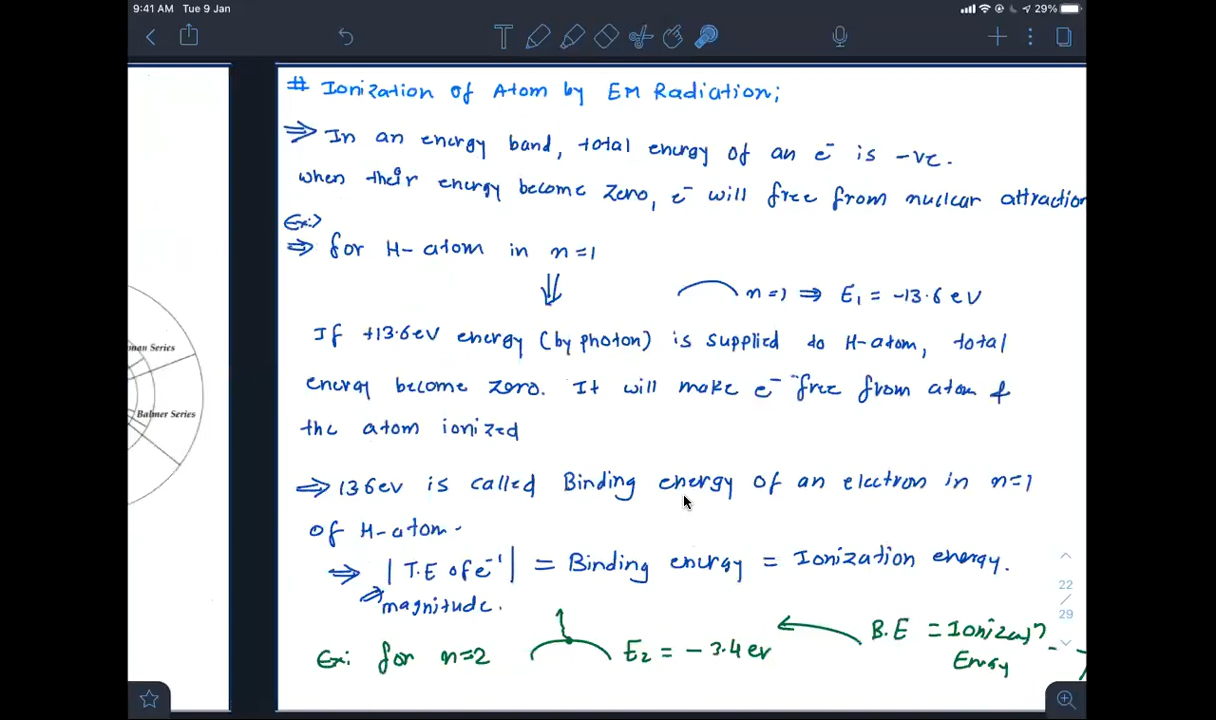 9:41 AM Tue 9 Jan
29%
# Ionization of Atom by EM Radiation;
⇒ In an energy band, total energy of an e⁻ is -ve.
when their energy become zero, e⁻ will free from nuclear attraction
Ex:>
⇒ for H-atom in n=1
n=1 ⇒ E₁ = -13.6 eV
If +13.6eV energy (by photon) is supplied to H-atom, total
man Series
energy become zero. It will make e⁻ free from atom &
Balmer Series
the atom ionized
⇒ 136ev is called Binding energy of an electron in n=1
of H-atom.
⇒ |T.E of e⁻| = Binding energy = Ionization energy.
magnitude.
22
/
29
B.E = Ionizaⁿ
Energy
Ex: for n=2 E₂ = - 3.4 ev